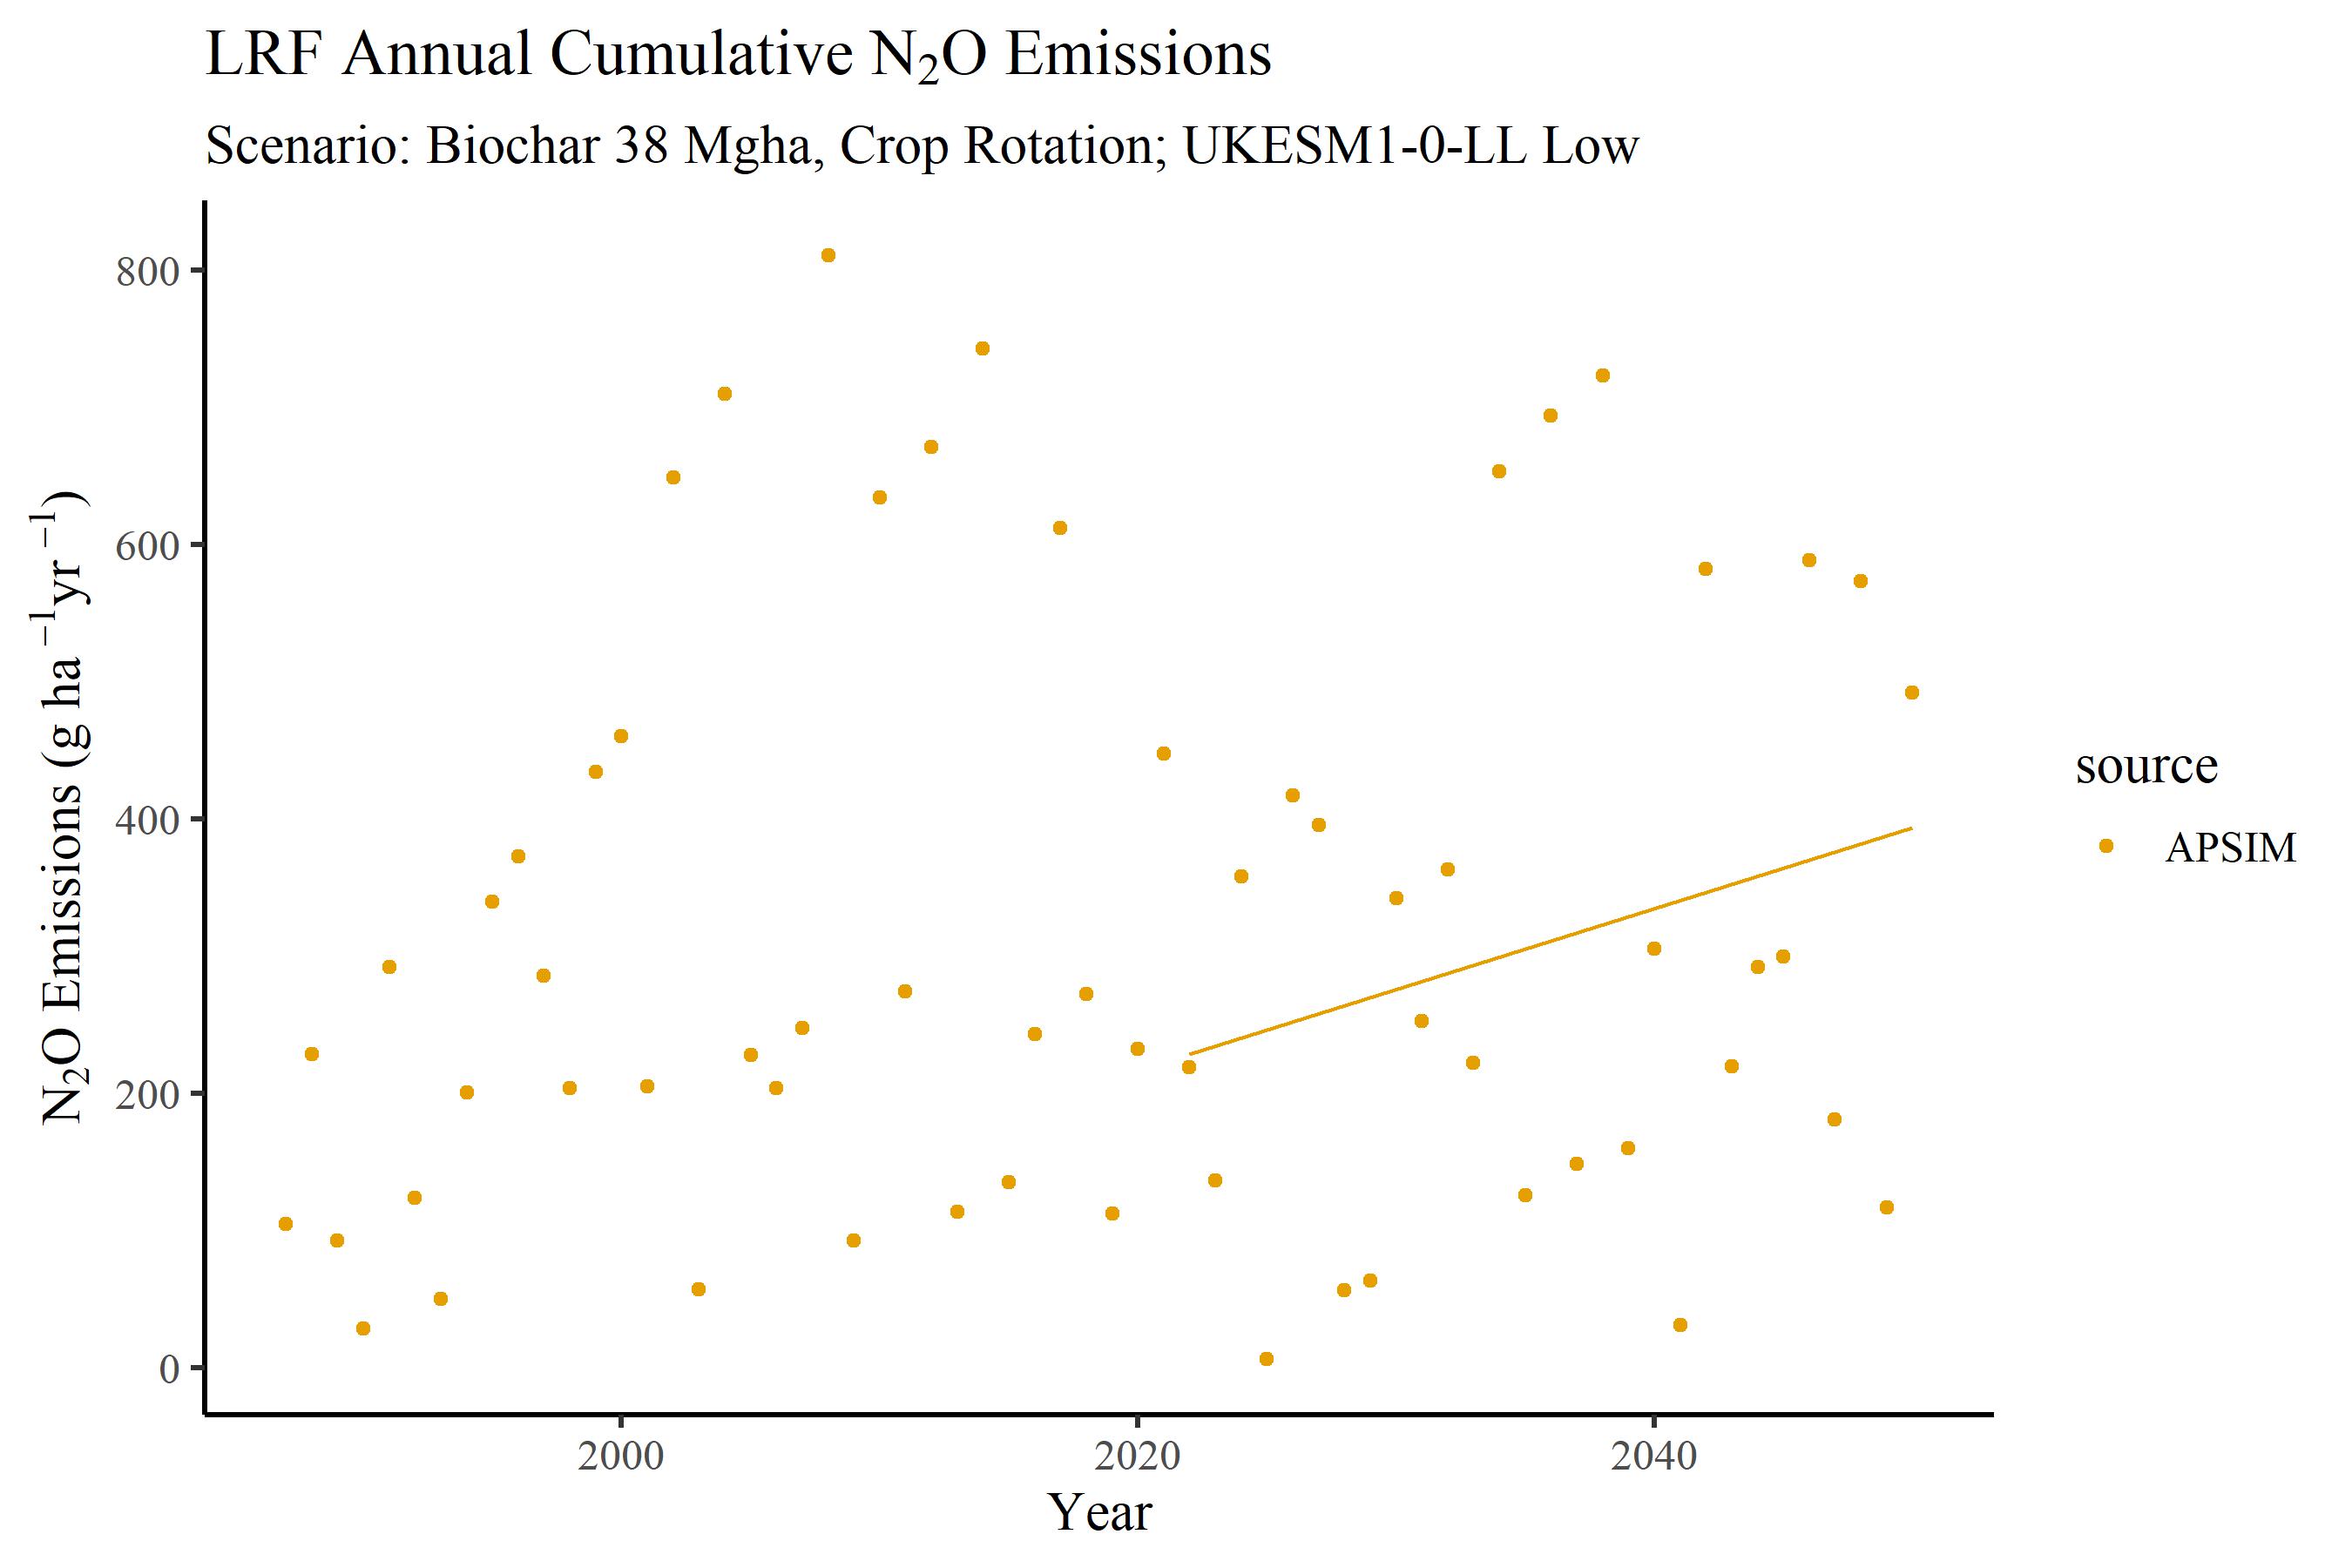 LRF Annual Cumulative N₂O Emissions
Scenario: Biochar 38 Mgha, Crop Rotation; UKESM1-0-LL Low
N₂O Emissions (g ha ⁻¹yr ⁻¹)
800
600
400
200
0
2000
2020
2040
Year
source
APSIM